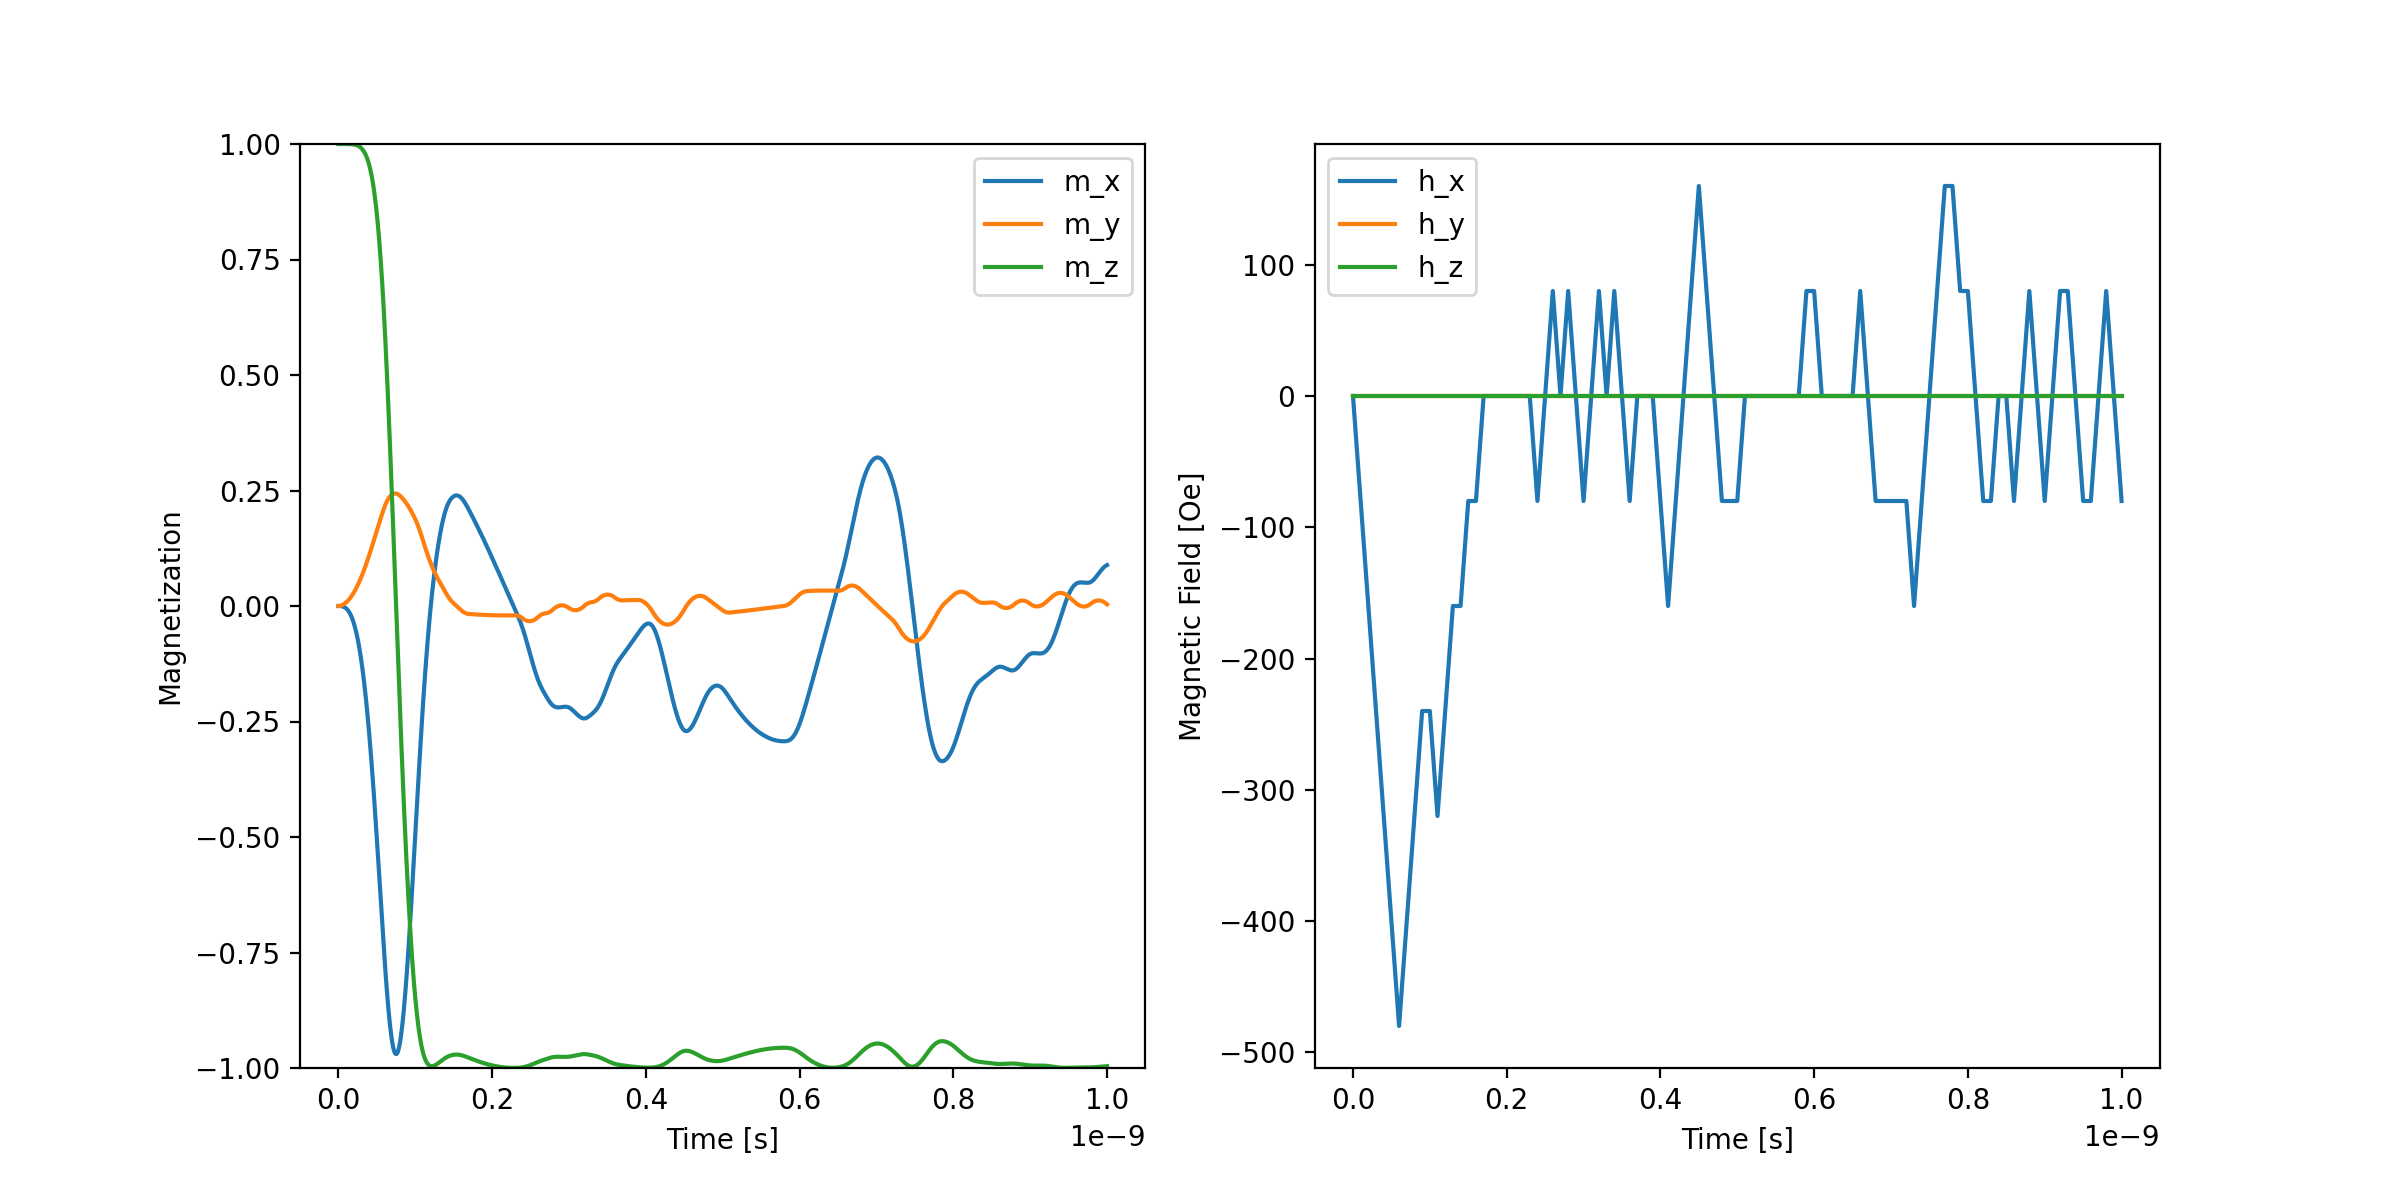 1.00
0.75
0.50
0.25
0.00
−0.25
−0.50
−0.75
−1.00
Magnetization
m_x
m_y
m_z
0.0 0.2 0.4 0.6 0.8 1.0
Time [s]
1e−9
100
0
−100
−200
−300
−400
−500
Magnetic Field [Oe]
h_x
h_y
h_z
0.0 0.2 0.4 0.6 0.8 1.0
Time [s]
1e−9